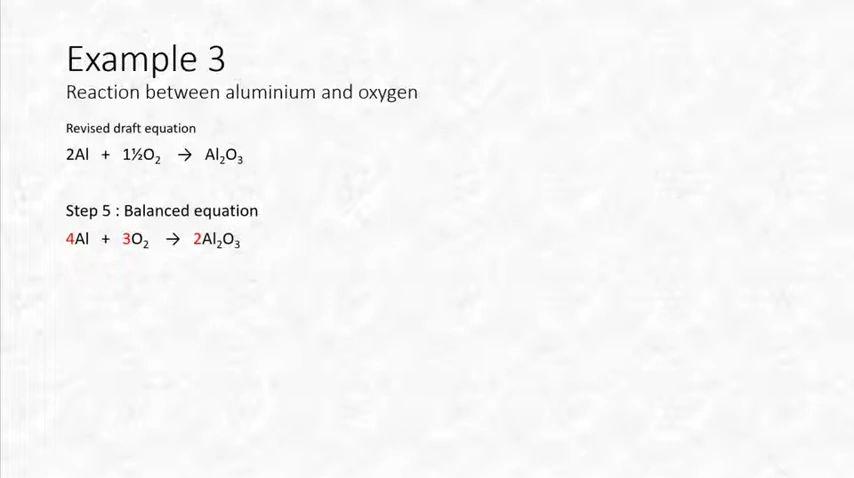 Example 3
Reaction between aluminium and oxygen
Revised draft equation
2Al + 1½O₂ → Al₂O₃
Step 5 : Balanced equation
4Al + 3O₂ → 2Al₂O₃